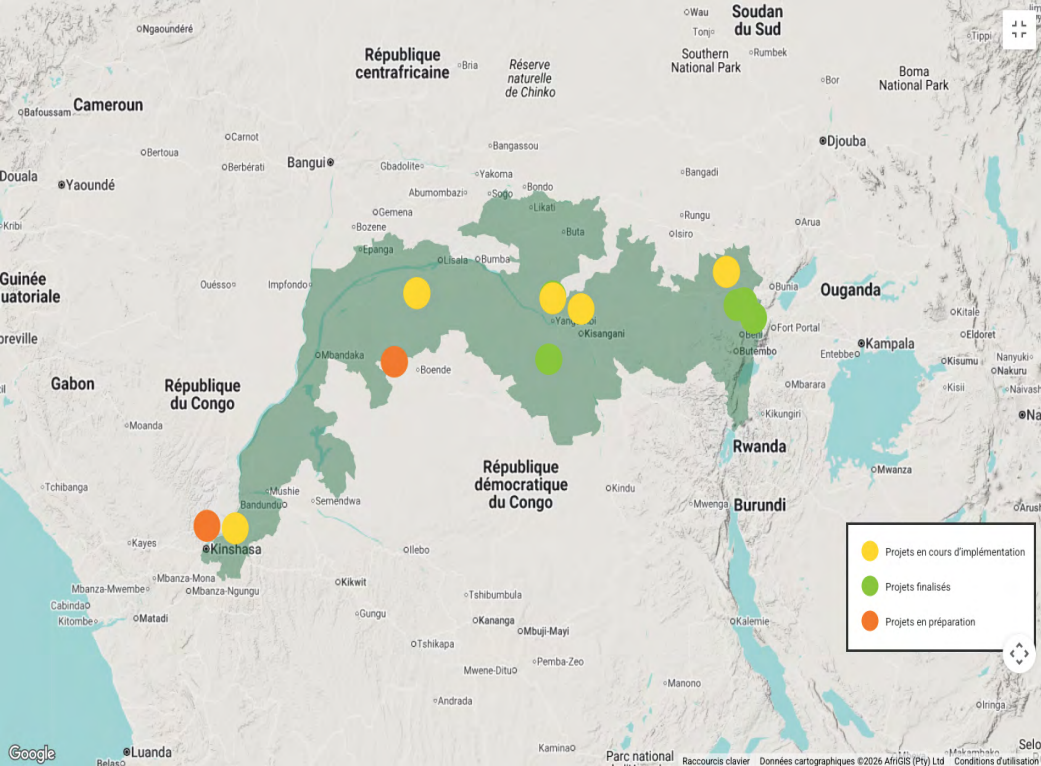 Wau
Soudan
du Sud
Tonj
Rumbek
Tippi
Ngaoundéré
République
centrafricaine
Bria
Réserve
naturelle
de Chinko
Southern
National Park
Bor
Boma
National Park
Bafoussam
Cameroun
Carnot
Bertoua
Berbérati
Bangui
Gbadolite
Bangassou
Djouba
Douala
Yaoundé
Yakoma
Abumombazi
Sogo
Bondo
Bangadi
Likati
Kribi
Gemena
Bozene
Buta
Rungu
Isiro
Arua
Epanga
Lisala
Bumba
Guinée
uatoriale
Ouésso
Impfondo
Bunia
Ouganda
Kitale
Fort Portal
Beni
Eldoret
reville
Kisangani
Mbandaka
Butembo
Entebbe
Kampala
Kisumu
Nanyuki
Nakuru
Boende
Gabon
République
du Congo
Mbarara
Kisii
Naivash
Moanda
Kikungiri
Na
Rwanda
République
démocratique
du Congo
Mwanza
Tchibanga
Mushie
Semendwa
Bandundu
Kindu
Mwenga
Burundi
Arush
Kayes
Kinshasa
Ilebo
Projets en cours d'implémentation
Mbanza-Mona
Mbanza-Mwembe
Mbanza-Ngungu
Kikwit
Projets finalisés
Cabinda
Kitombe
Matadi
Gungu
Tshibumbula
Kananga
Mbuji-Mayi
Kalemie
Projets en préparation
Tshikapa
Mwene-Ditu
Pemba-Zeo
Manono
Andrada
Iringa
Luanda
Belas
Kamina
Parc national
Makambako
Selo
Google
Raccourcis clavier
Données cartographiques ©2026 AfriGIS (Pty) Ltd
Conditions d'utilisation